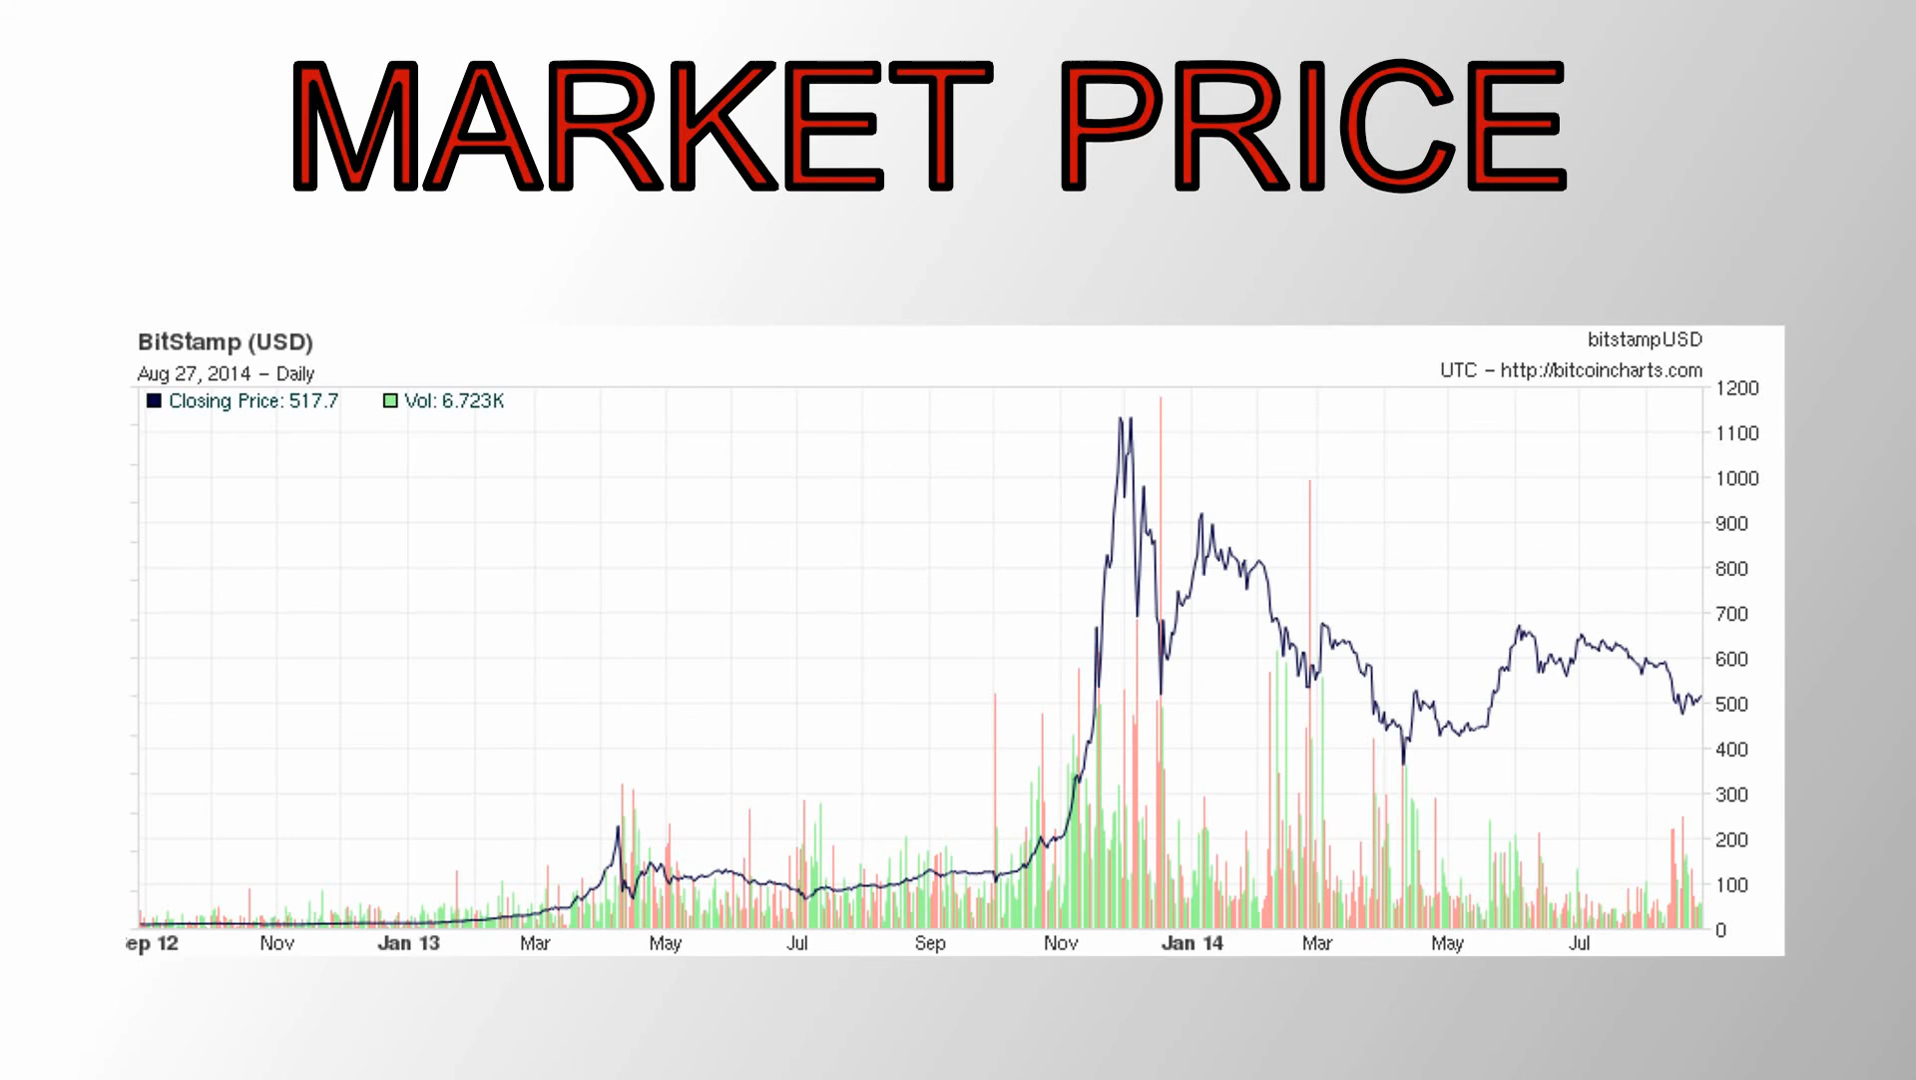 MARKET PRICE
BitStamp (USD)
bitstampUSD
Aug 27, 2014 – Daily
UTC – http://bitcoincharts.com
Closing Price: 517.7 Vol: 6.723K
1200
1100
1000
900
800
700
600
500
400
300
200
100
0
ep 12 Nov Jan 13 Mar May Jul Sep Nov Jan 14 Mar May Jul